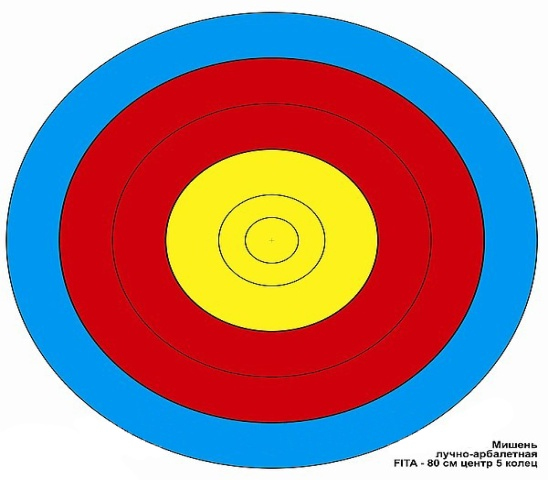 Мишень
лучно-арбалетная
FITA - 80 см центр 5 колец